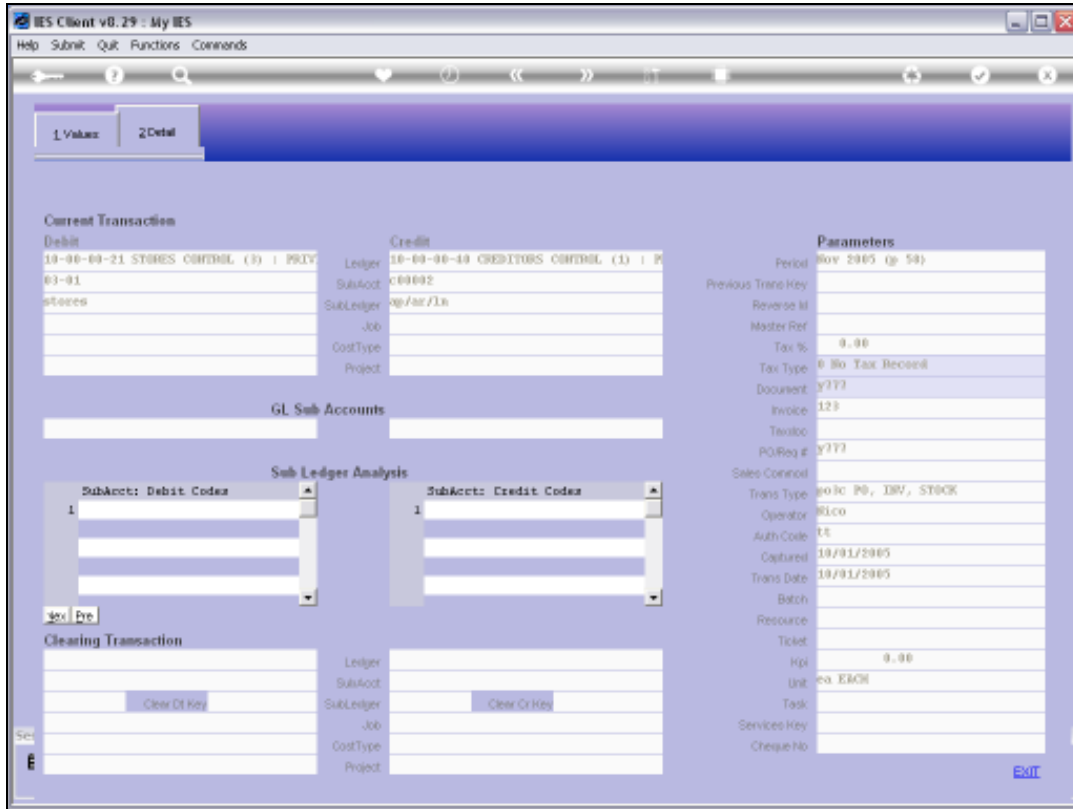 IES Client v8.29 : My IES
Help Submit Quit Functions Commands
1 Values 2 Detail
Current Transaction
Debit Credit Parameters
10-00-00-21 STORES CONTROL (3) : PRIV Ledger 10-00-00-40 CREDITORS CONTROL (1) : P Period Nov 2005 (p 58)
03-01 SubAcct c00002 Previous Trans Key
stores SubLedger ap/ar/ln Reverse Id
Job Master Ref
CostType Tax % 0.00
Project Tax Type 0 No Tax Record
Document y???
GL Sub Accounts Invoice 123
Taxloc
PO/Req # y???
Sub Ledger Analysis Sales Commod
SubAcct: Debit Codes SubAcct: Credit Codes Trans Type polc PO, INV, STOCK
1 1 Operator Rico
Auth Code tt
Captured 10/01/2005
Trans Date 10/01/2005
Batch
Nex Pre Resource
Clearing Transaction Ticket
Ledger Kpi 0.00
SubAcct Unit ea EACH
Clear Dt Key SubLedger Clear Cr Key Task
Job Services Key
CostType Cheque No
Project
EXIT